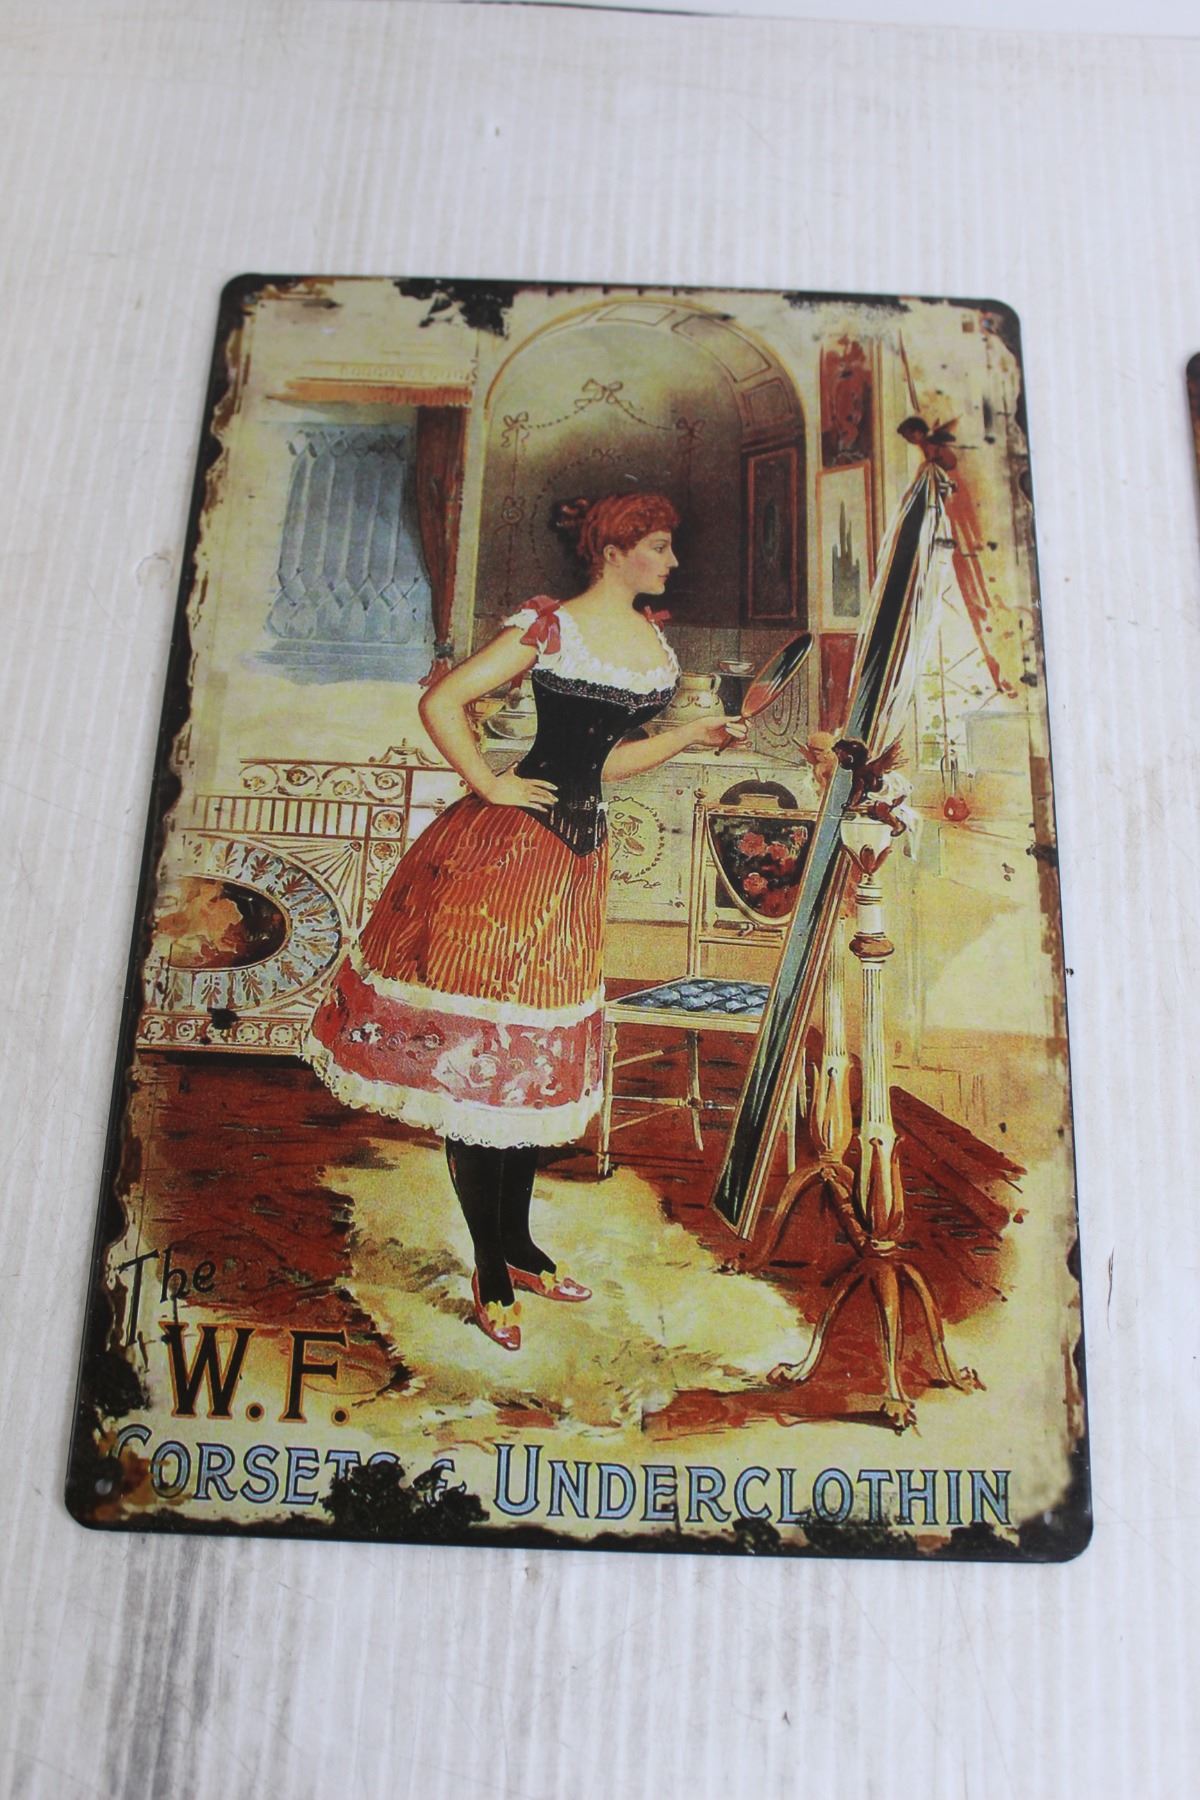 The
W.F.
CORSETS & UNDERCLOTHIN